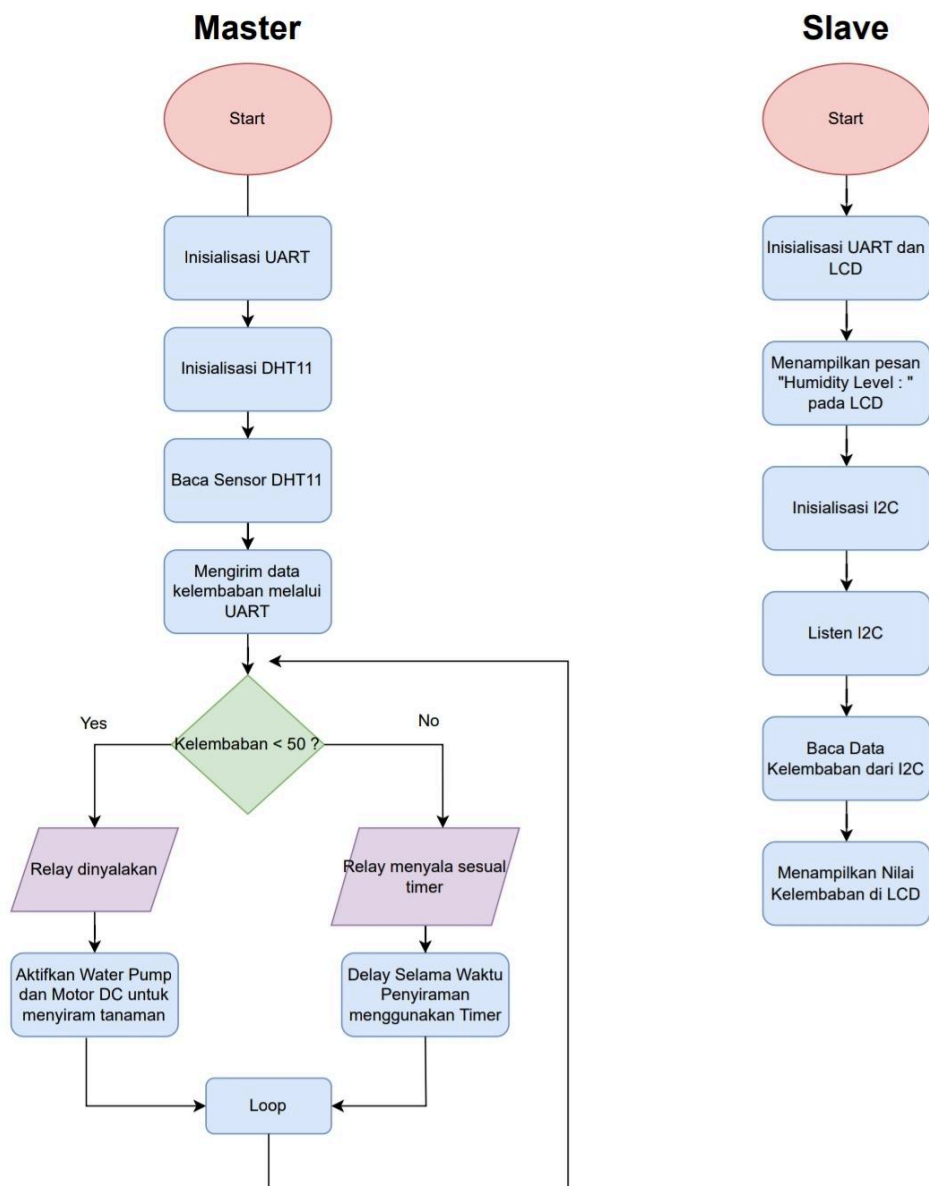 Master
Start
Inisialisasi UART
Inisialisasi DHT11
Baca Sensor DHT11
Mengirim data
kelembaban melalui
UART
Kelembaban < 50 ?
Yes
No
Relay dinyalakan
Relay menyala sesual
timer
Aktifkan Water Pump
dan Motor DC untuk
menyiram tanaman
Delay Selama Waktu
Penyiraman
menggunakan Timer
Loop
Slave
Start
Inisialisasi UART dan
LCD
Menampilkan pesan
"Humidity Level : "
pada LCD
Inisialisasi I2C
Listen I2C
Baca Data
Kelembaban dari I2C
Menampilkan Nilai
Kelembaban di LCD